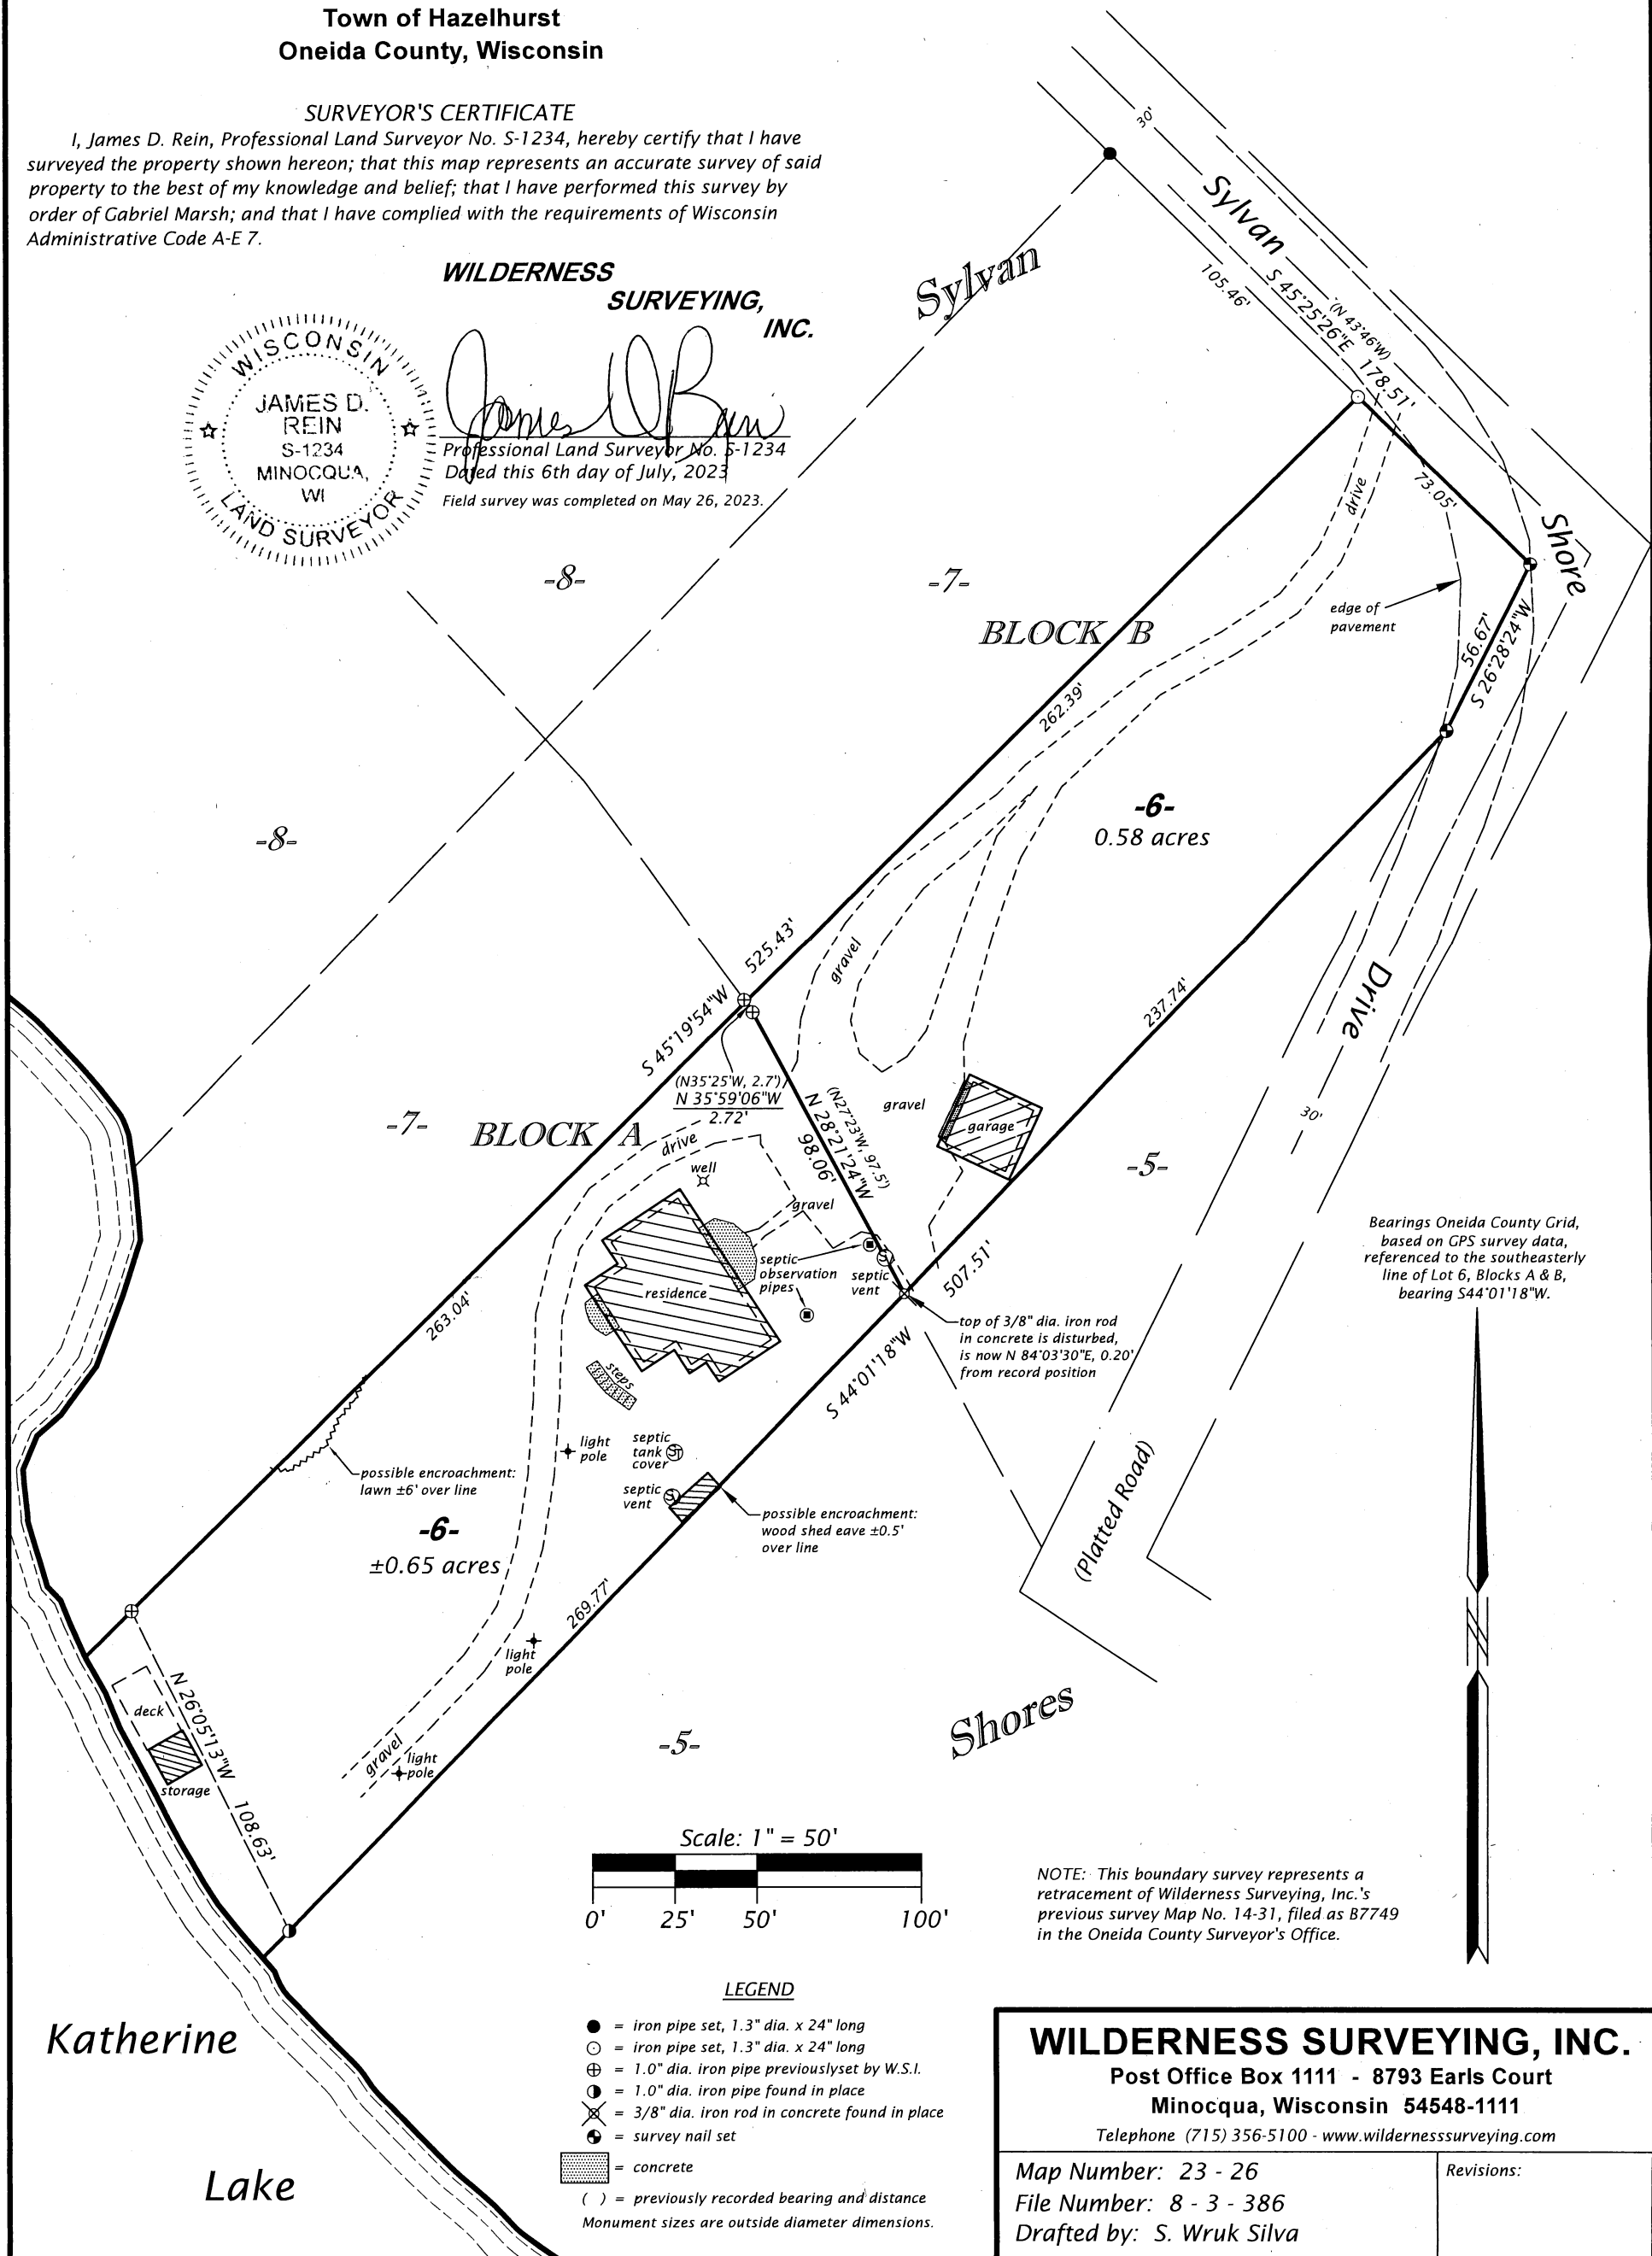 Town of Hazelhurst
Oneida County, Wisconsin
SURVEYOR'S CERTIFICATE
I, James D. Rein, Professional Land Surveyor No. S-1234, hereby certify that I have
surveyed the property shown hereon; that this map represents an accurate survey of said
property to the best of my knowledge and belief; that I have performed this survey by
order of Gabriel Marsh; and that I have complied with the requirements of Wisconsin
Administrative Code A-E 7.
WILDERNESS
SURVEYING,
INC.
WISCONSIN
JAMES D.
REIN
S-1234
MINOCQUA,
WI
LAND SURVEYOR
James D Rein
Professional Land Surveyor No. S-1234
Dated this 6th day of July, 2023
Field survey was completed on May 26, 2023.
30'
Sylvan
Sylvan
105.46'
S 45°25'26"E
178.51'
(N 43°46'W)
drive
73.05'
Shore
edge of
pavement
56.67'
S 26°28'24"W
-8-
-7-
BLOCK B
262.39'
-6-
0.58 acres
-8-
525.43'
S 45°19'54"W
gravel
237.74'
Drive
(N35°25'W, 2.7')
N 35°59'06"W
2.72'
(N27°23'W, 97.5')
N 28°21'24"W
98.06'
gravel
garage
30'
-7-
BLOCK A
drive
well
gravel
-5-
Bearings Oneida County Grid,
based on GPS survey data,
referenced to the southeasterly
line of Lot 6, Blocks A & B,
bearing S44°01'18"W.
septic
observation
pipes
septic
vent
residence
507.51'
263.04'
top of 3/8" dia. iron rod
in concrete is disturbed,
is now N 84°03'30"E, 0.20'
from record position
S 44°01'18"W
steps
light
pole
septic
tank
cover
ST
septic
vent
S
S
possible encroachment:
lawn ±6' over line
possible encroachment:
wood shed eave ±0.5'
over line
(Platted Road)
-6-
±0.65 acres
269.77'
light
pole
N 26°05'13"W
108.63'
deck
storage
gravel
light
pole
-5-
Shores
Scale: 1" = 50'
0' 25' 50' 100'
NOTE: This boundary survey represents a
retracement of Wilderness Surveying, Inc.'s
previous survey Map No. 14-31, filed as B7749
in the Oneida County Surveyor's Office.
Katherine
Lake
LEGEND
= iron pipe set, 1.3" dia. x 24" long
= iron pipe set, 1.3" dia. x 24" long
= 1.0" dia. iron pipe previouslyset by W.S.I.
= 1.0" dia. iron pipe found in place
= 3/8" dia. iron rod in concrete found in place
= survey nail set
= concrete
( ) = previously recorded bearing and distance
Monument sizes are outside diameter dimensions.
WILDERNESS SURVEYING, INC.
Post Office Box 1111 - 8793 Earls Court
Minocqua, Wisconsin 54548-1111
Telephone (715) 356-5100 - www.wildernesssurveying.com
Map Number: 23 - 26
File Number: 8 - 3 - 386
Drafted by: S. Wruk Silva
Revisions: